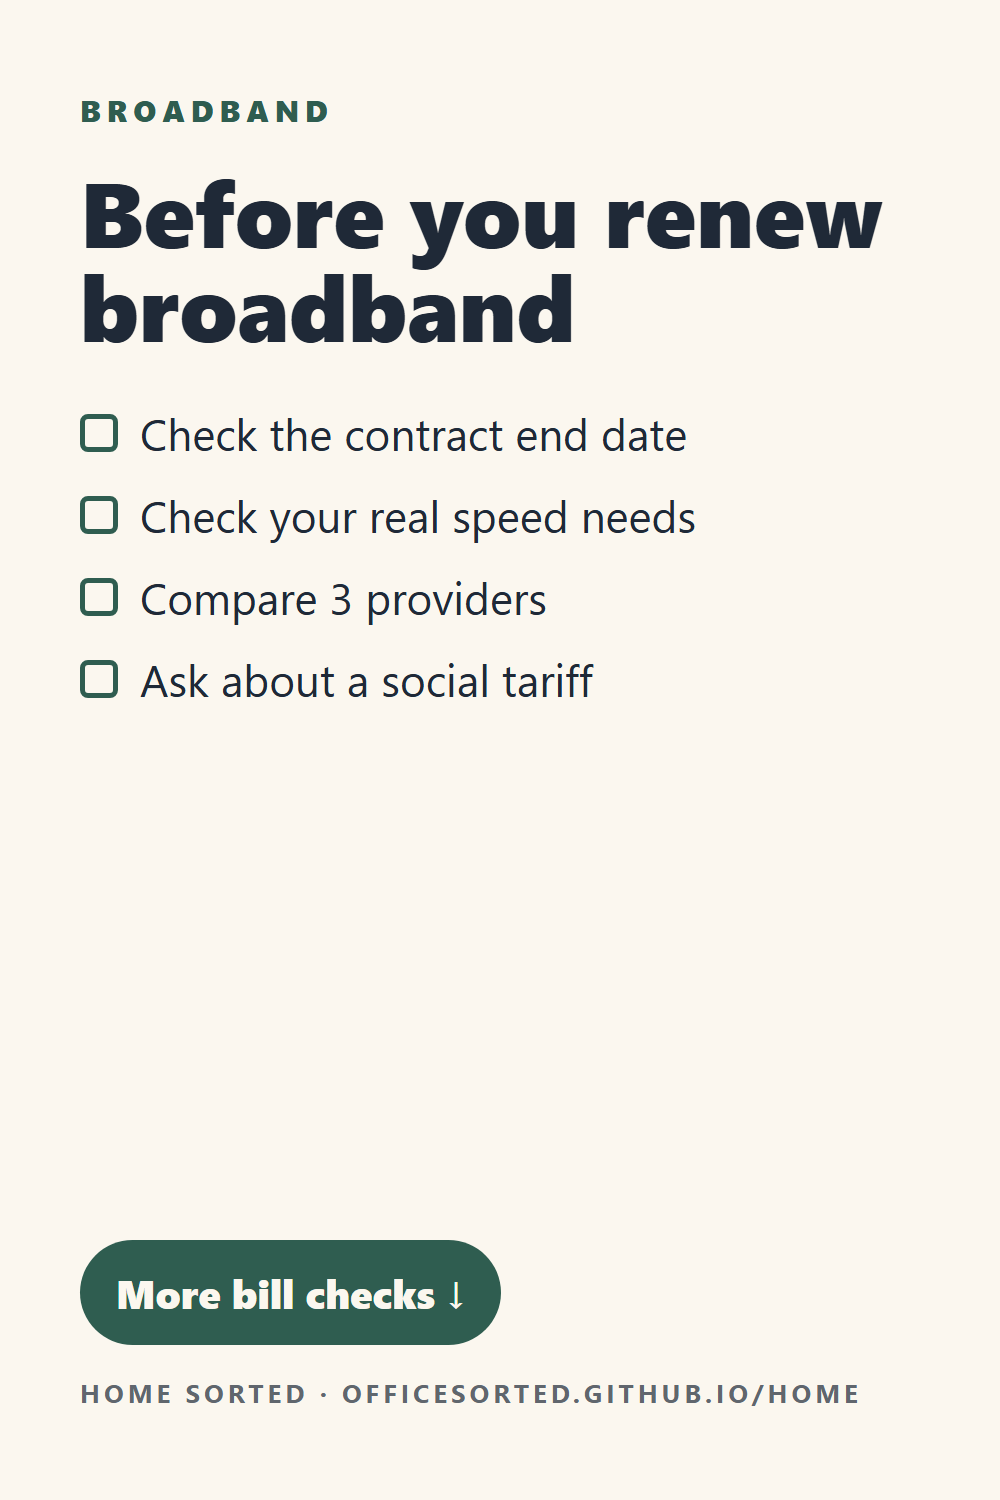 BROADBAND
Before you renew
broadband
Check the contract end date
Check your real speed needs
Compare 3 providers
Ask about a social tariff
More bill checks ↓
HOME SORTED · OFFICESORTED.GITHUB.IO/HOME